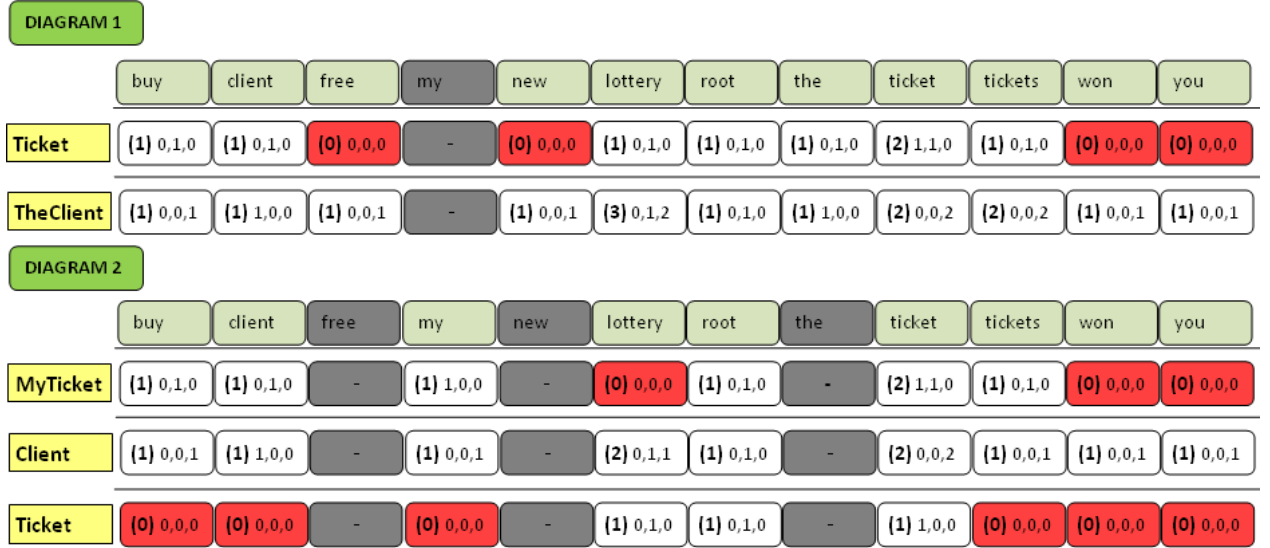 DIAGRAM 1
buy client free my new lottery root the ticket tickets won you
Ticket (1) 0,1,0 (1) 0,1,0 (0) 0,0,0 - (0) 0,0,0 (1) 0,1,0 (1) 0,1,0 (1) 0,1,0 (2) 1,1,0 (1) 0,1,0 (0) 0,0,0 (0) 0,0,0
TheClient (1) 0,0,1 (1) 1,0,0 (1) 0,0,1 - (1) 0,0,1 (3) 0,1,2 (1) 0,1,0 (1) 1,0,0 (2) 0,0,2 (2) 0,0,2 (1) 0,0,1 (1) 0,0,1
DIAGRAM 2
buy client free my new lottery root the ticket tickets won you
MyTicket (1) 0,1,0 (1) 0,1,0 - (1) 1,0,0 - (0) 0,0,0 (1) 0,1,0 - (2) 1,1,0 (1) 0,1,0 (0) 0,0,0 (0) 0,0,0
Client (1) 0,0,1 (1) 1,0,0 - (1) 0,0,1 - (2) 0,1,1 (1) 0,1,0 - (2) 0,0,2 (1) 0,0,1 (1) 0,0,1 (1) 0,0,1
Ticket (0) 0,0,0 (0) 0,0,0 - (0) 0,0,0 - (1) 0,1,0 (1) 0,1,0 - (1) 1,0,0 (0) 0,0,0 (0) 0,0,0 (0) 0,0,0